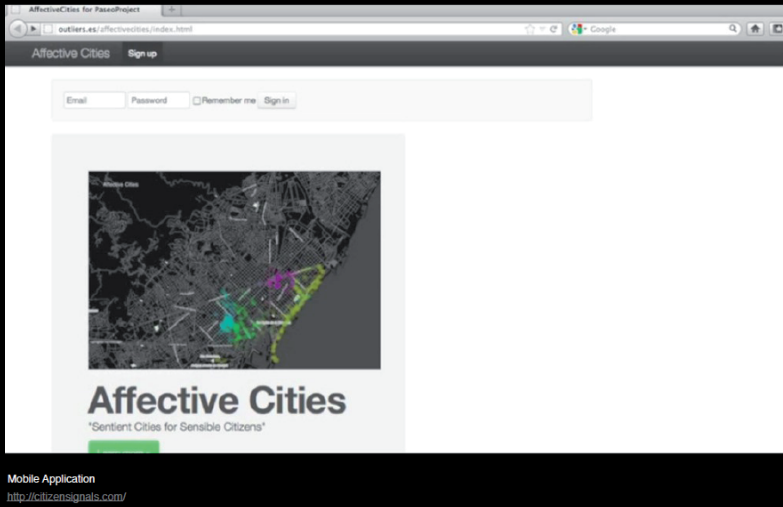 AffectiveCities for PaseoProject
outliers.es/affectivecities/index.html
Google
Affective Cities
Sign up
Email
Password
Remember me
Sign in
Affective Cities
Affective Cities
"Sentient Cities for Sensible Citizens"
Mobile Application
http://citizensignals.com/